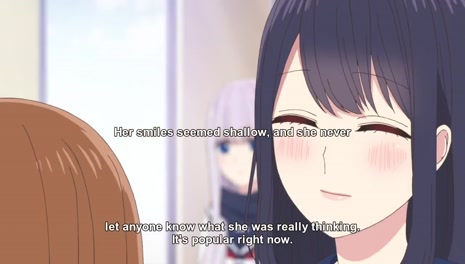 Her smiles seemed shallow, and she never
let anyone know what she was really thinking.
It's popular right now.